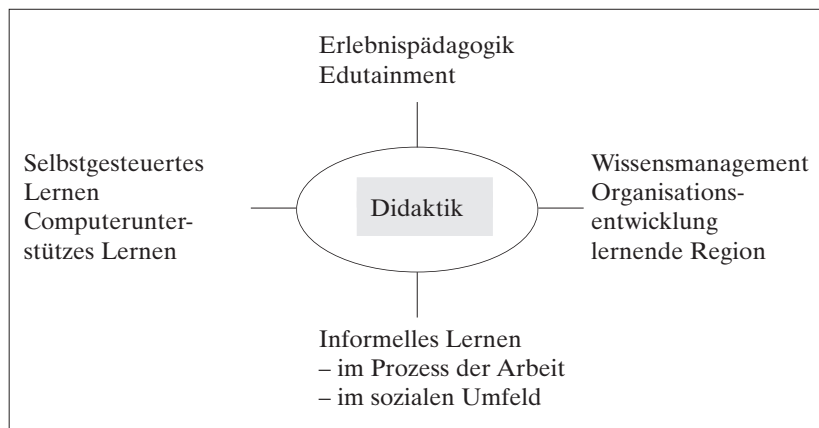 Erlebnispädagogik
Edutainment
Selbstgesteuertes
Lernen
Computerunter-
stützes Lernen
Didaktik
Wissensmanagement
Organisations-
entwicklung
lernende Region
Informelles Lernen
– im Prozess der Arbeit
– im sozialen Umfeld